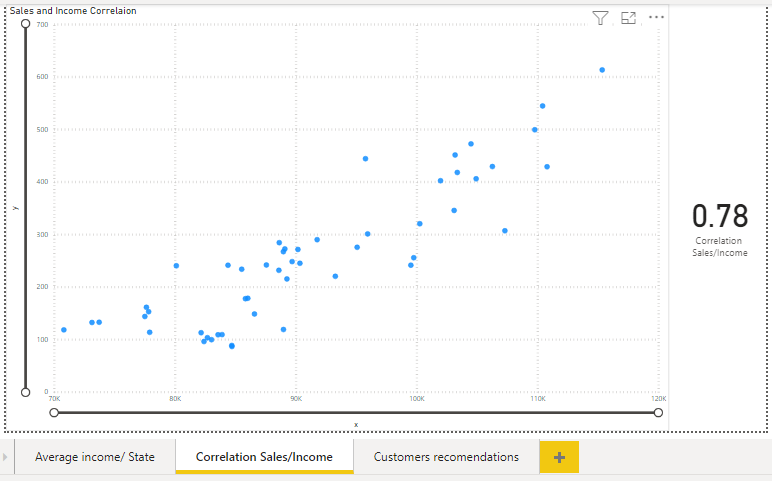 Sales and Income Correlaion
700
600
500
400
300
200
100
0
y
70K 80K 90K 100K 110K 120K
x
0.78
Correlation
Sales/Income
Average income/ State
Correlation Sales/Income
Customers recomendations
+